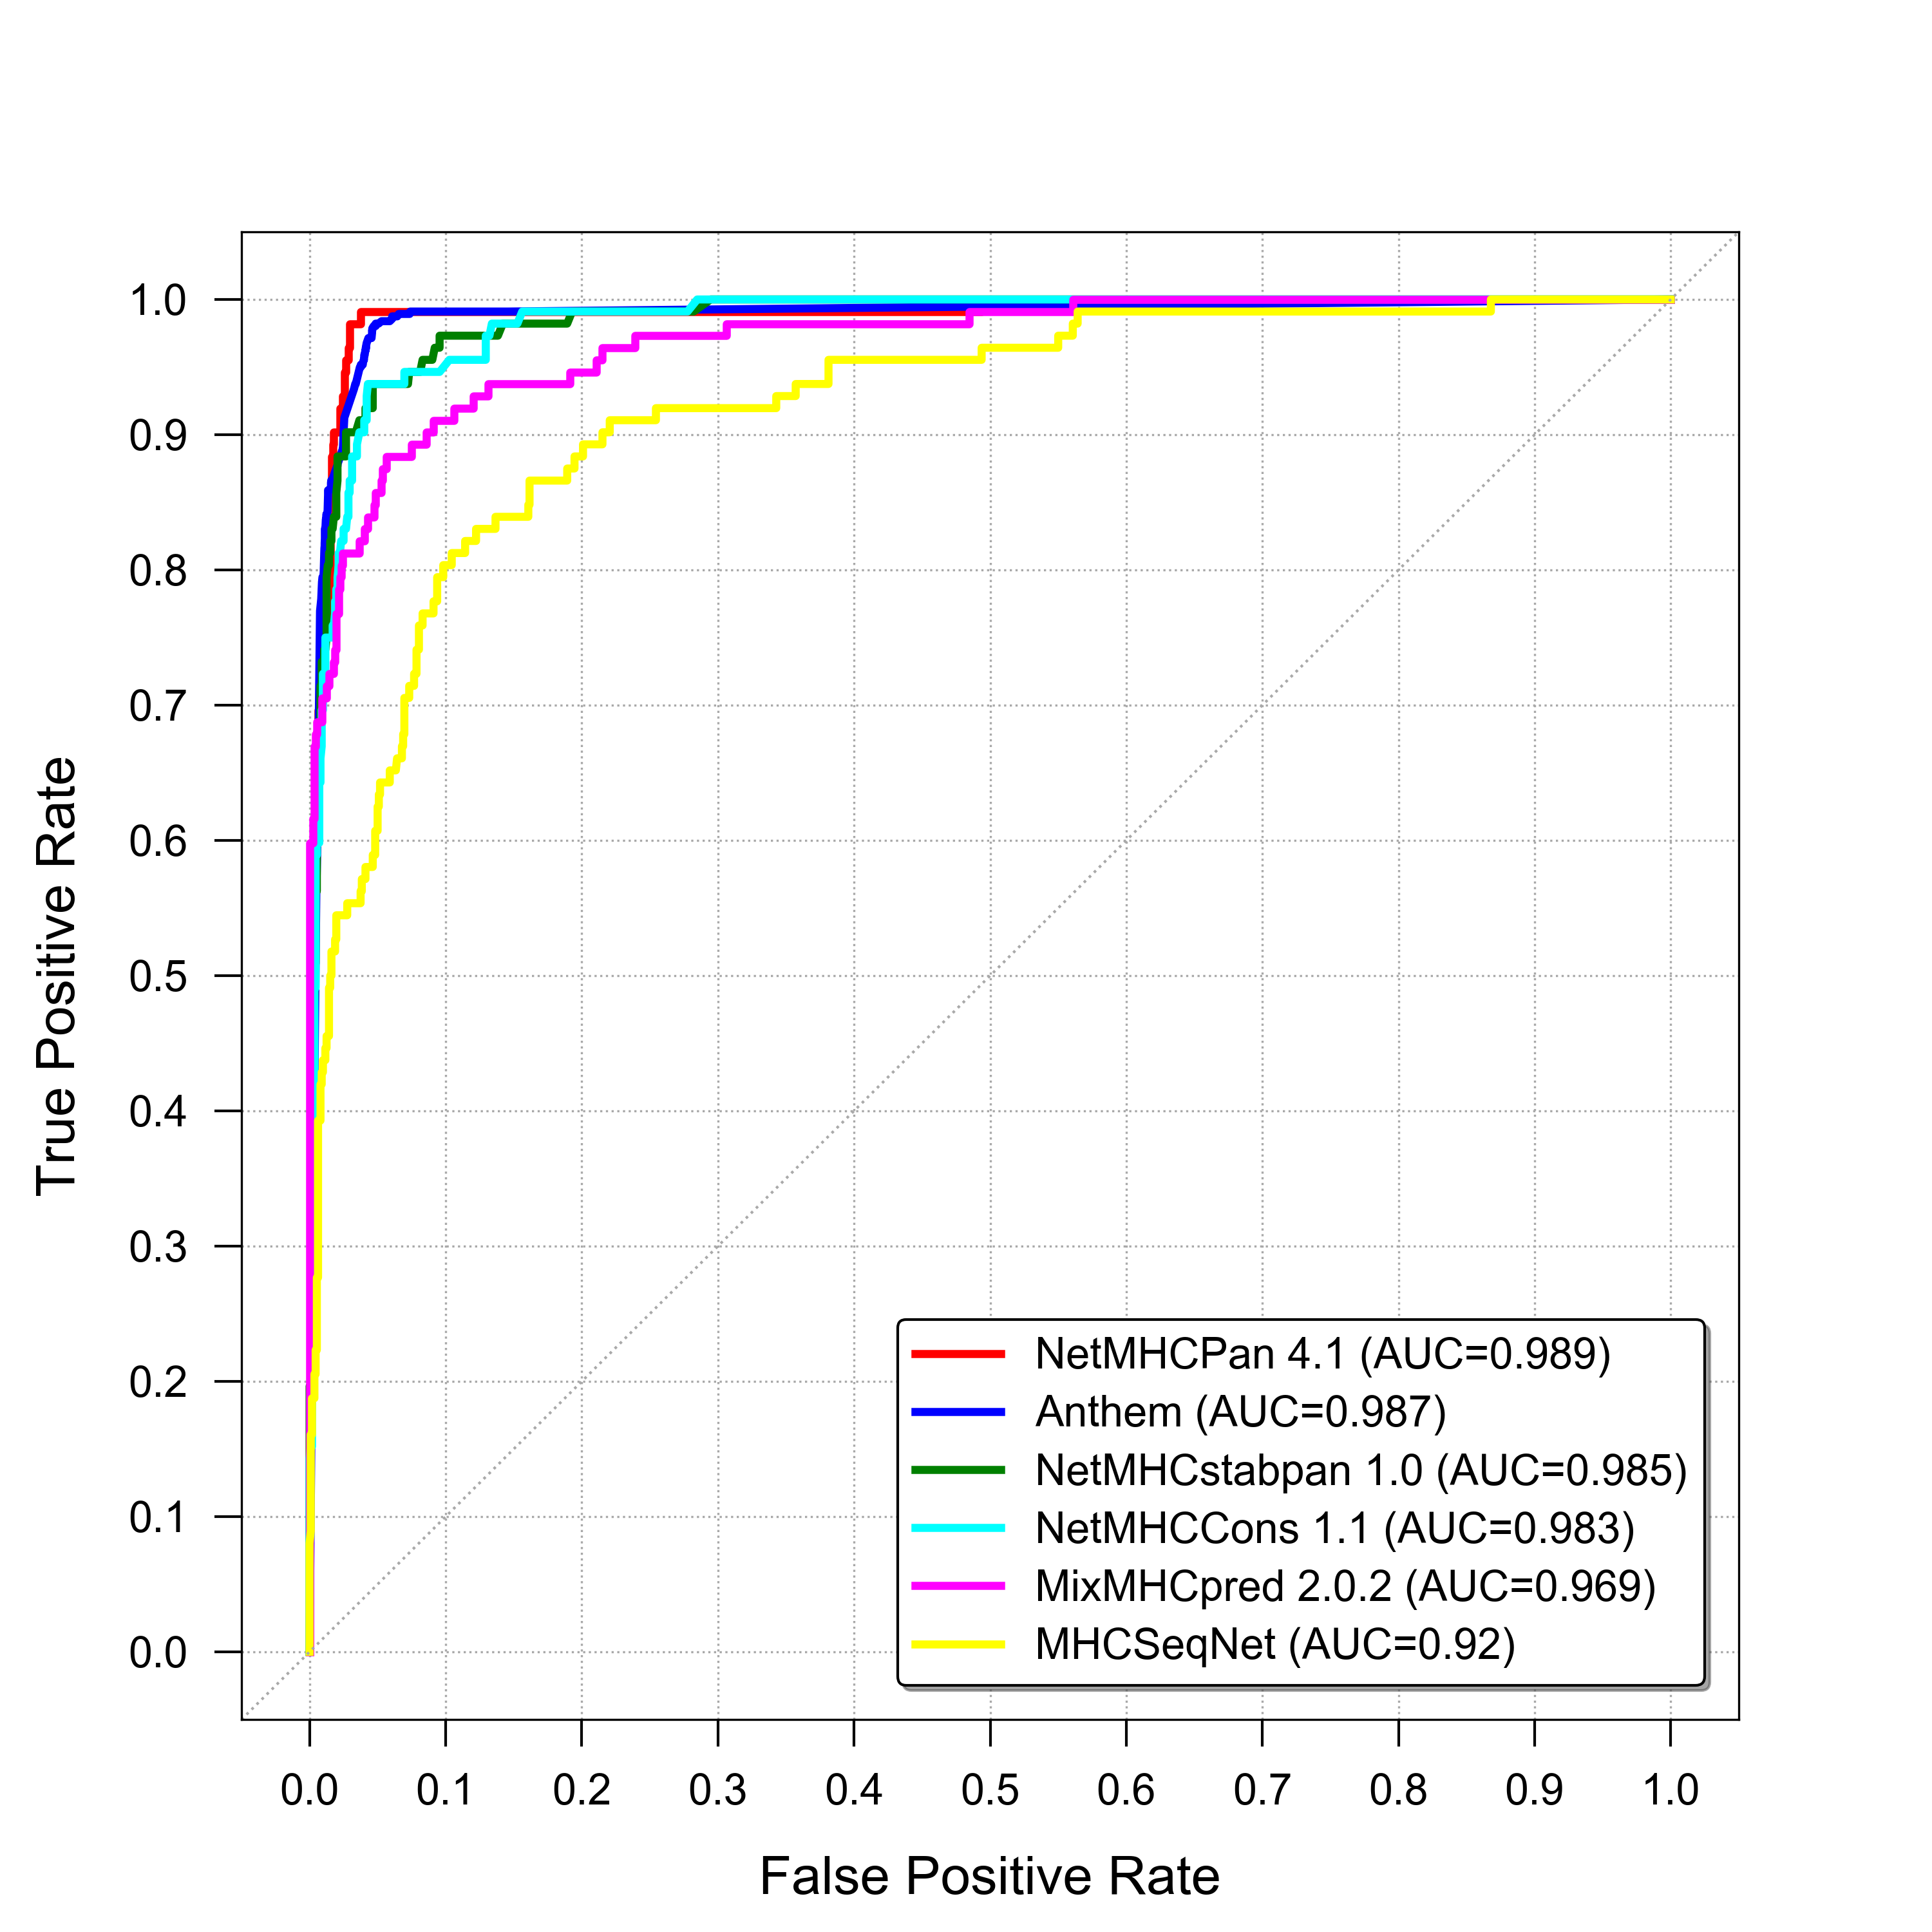 1.0
0.9
0.8
0.7
0.6
0.5
0.4
0.3
0.2
0.1
0.0
True Positive Rate
NetMHCPan 4.1 (AUC=0.989)
Anthem (AUC=0.987)
NetMHCstabpan 1.0 (AUC=0.985)
NetMHCCons 1.1 (AUC=0.983)
MixMHCpred 2.0.2 (AUC=0.969)
MHCSeqNet (AUC=0.92)
0.0 0.1 0.2 0.3 0.4 0.5 0.6 0.7 0.8 0.9 1.0
False Positive Rate